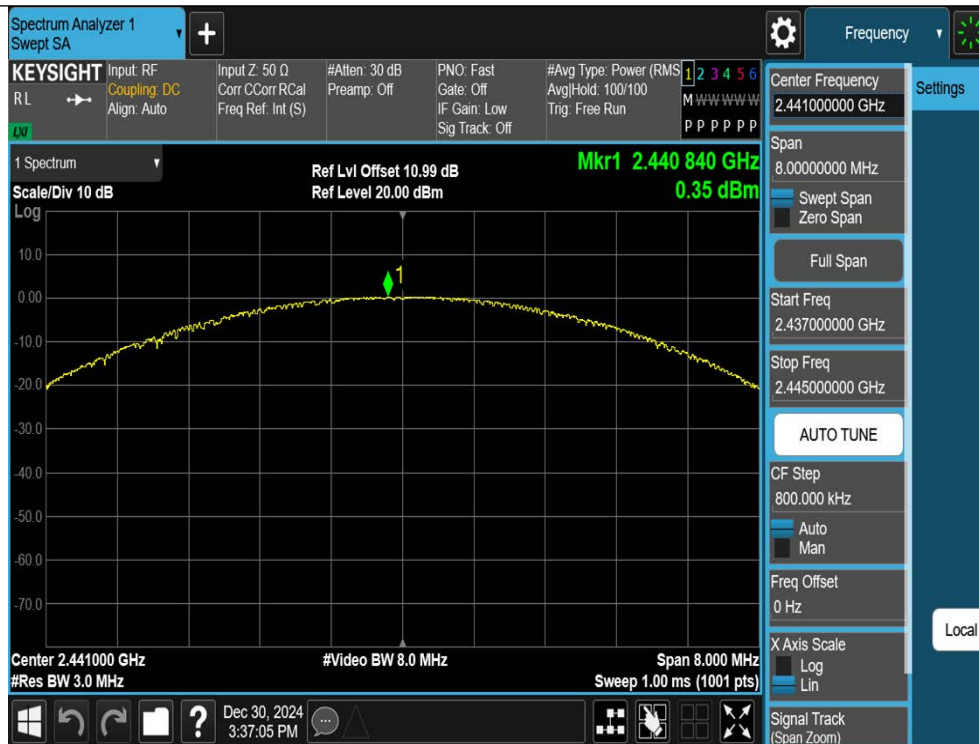 Spectrum Analyzer 1
Swept SA
+
Frequency
KEYSIGHT
RL
LXI
Input: RF
Coupling: DC
Align: Auto
Input Z: 50 Ω
Corr CCorr RCal
Freq Ref: Int (S)
#Atten: 30 dB
Preamp: Off
PNO: Fast
Gate: Off
IF Gain: Low
Sig Track: Off
#Avg Type: Power (RMS
Avg|Hold: 100/100
Trig: Free Run
1 2 3 4 5 6
M W W W W W
P P P P P P
1 Spectrum
Scale/Div 10 dB
Log
Ref Lvl Offset 10.99 dB
Ref Level 20.00 dBm
Mkr1 2.440 840 GHz
0.35 dBm
1
10.0
0.00
-10.0
-20.0
-30.0
-40.0
-50.0
-60.0
-70.0
Center 2.441000 GHz
#Res BW 3.0 MHz
#Video BW 8.0 MHz
Span 8.000 MHz
Sweep 1.00 ms (1001 pts)
Center Frequency
2.441000000 GHz
Span
8.00000000 MHz
Swept Span
Zero Span
Full Span
Start Freq
2.437000000 GHz
Stop Freq
2.445000000 GHz
AUTO TUNE
CF Step
800.000 kHz
Auto
Man
Freq Offset
0 Hz
X Axis Scale
Log
Lin
Signal Track
(Span Zoom)
Settings
Local
?
Dec 30, 2024
3:37:05 PM